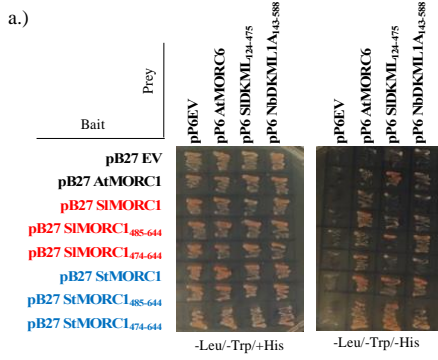 a.)
Prey
Bait
pP6EV
pP6 AtMORC6
pP6 SlDKML124-475
pP6 NbDKML1A143-588
pP6EV
pP6 AtMORC6
pP6 SlDKML124-475
pP6 NbDKML1A143-588
pB27 EV
pB27 AtMORC1
pB27 SlMORC1
pB27 SlMORC1485-644
pB27 SlMORC1474-644
pB27 StMORC1
pB27 StMORC1485-644
pB27 StMORC1474-644
-Leu/-Trp/+His
-Leu/-Trp/-His